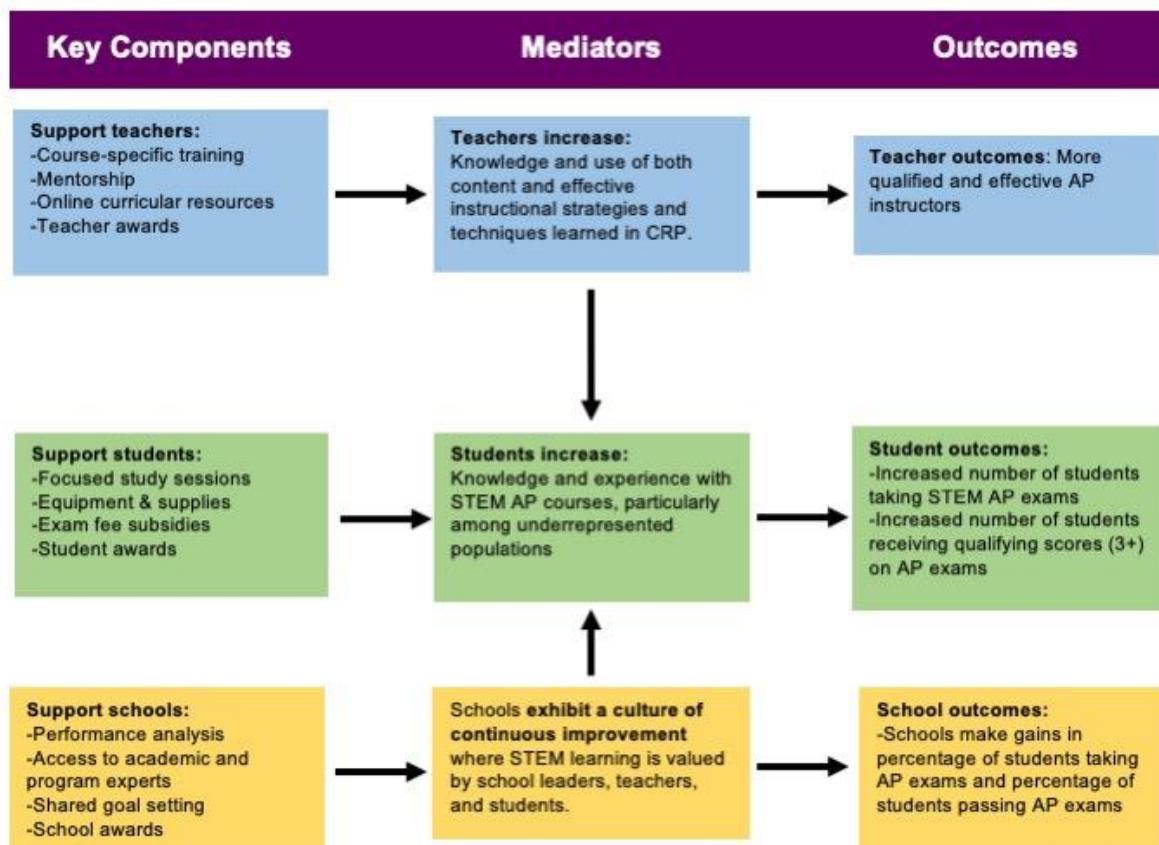 Key Components
Mediators
Outcomes
Support teachers:
-Course-specific training
-Mentorship
-Online curricular resources
-Teacher awards
Teachers increase:
Knowledge and use of both
content and effective
instructional strategies and
techniques learned in CRP.
Teacher outcomes: More
qualified and effective AP
instructors
Support students:
-Focused study sessions
-Equipment & supplies
-Exam fee subsidies
-Student awards
Students increase:
Knowledge and experience with
STEM AP courses, particularly
among underrepresented
populations
Student outcomes:
-Increased number of students
taking STEM AP exams
-Increased number of students
receiving qualifying scores (3+)
on AP exams
Support schools:
-Performance analysis
-Access to academic and
program experts
-Shared goal setting
-School awards
Schools exhibit a culture of
continuous improvement
where STEM learning is valued
by school leaders, teachers,
and students.
School outcomes:
-Schools make gains in
percentage of students taking
AP exams and percentage of
students passing AP exams